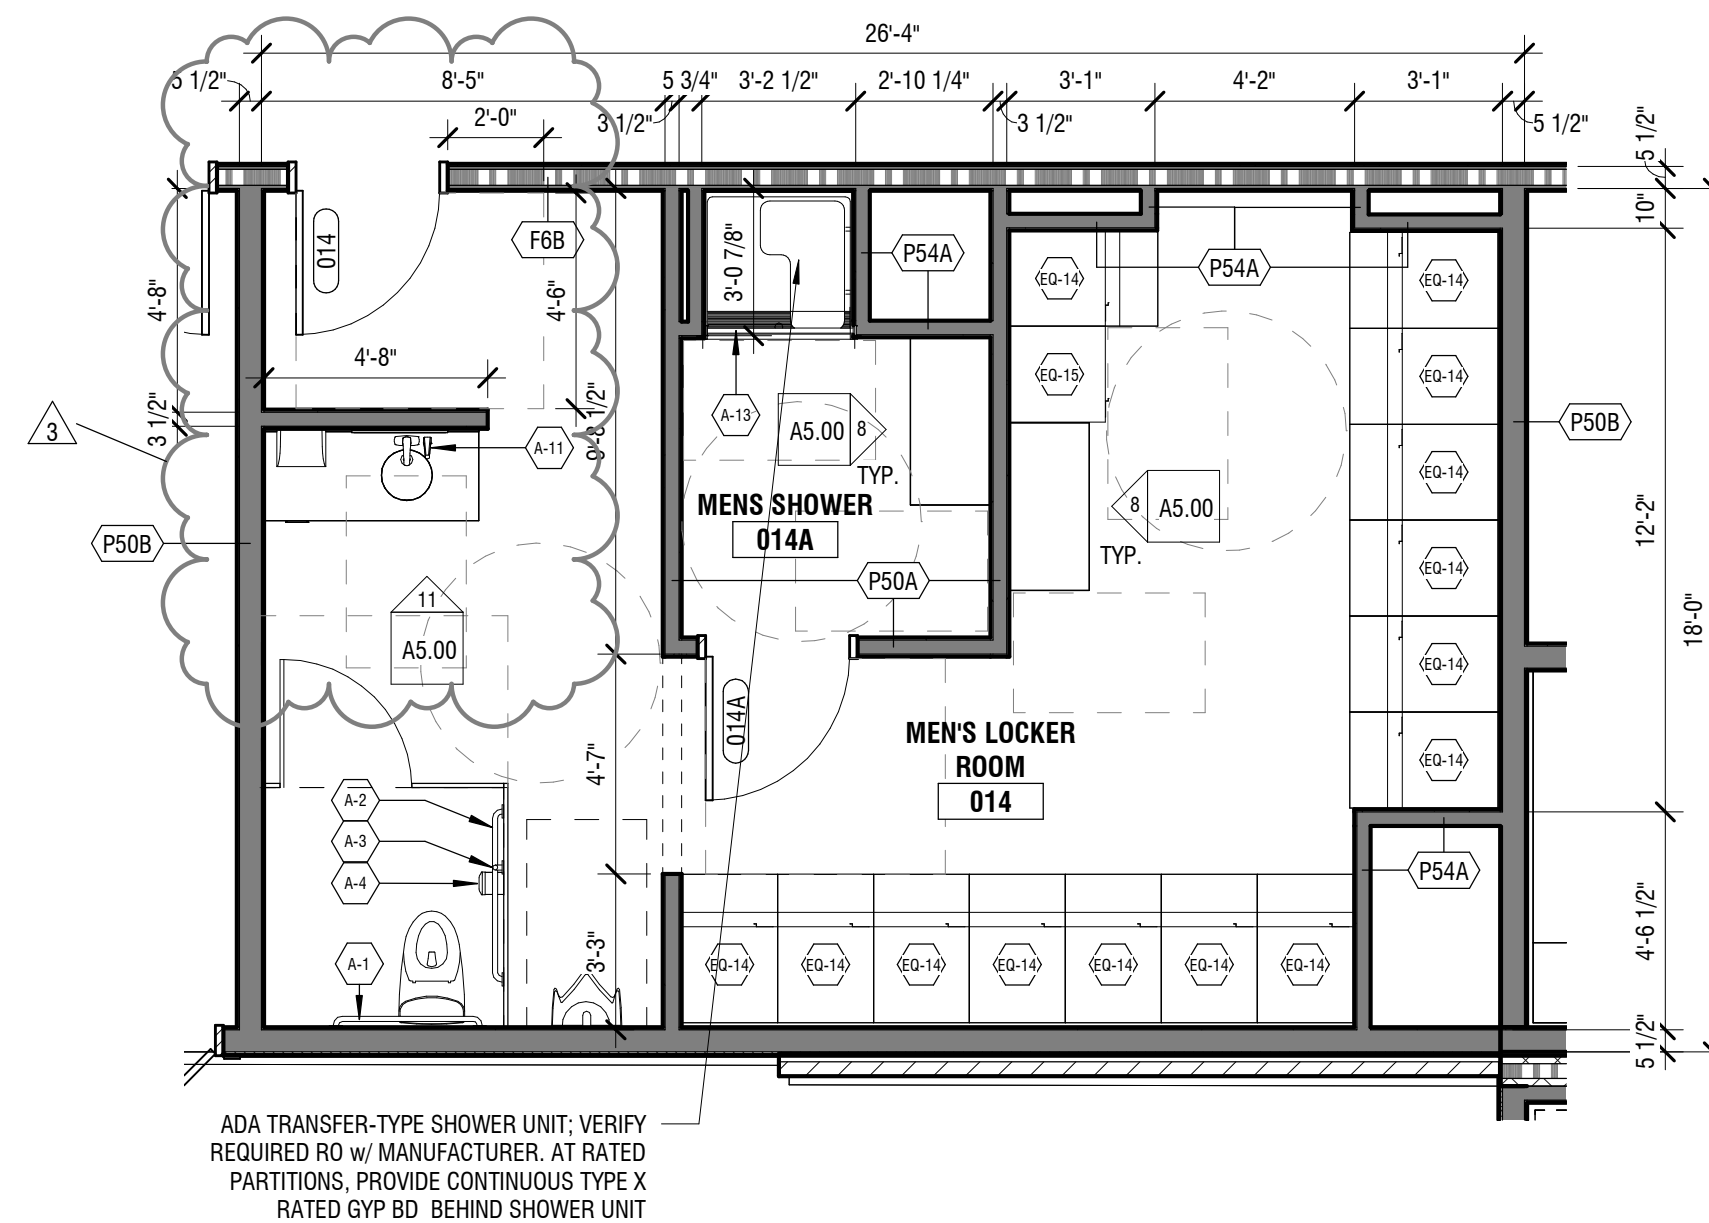 26'-4"
5 1/2"
8'-5"
5 3/4"
3'-2 1/2"
2'-10 1/4"
3'-1"
4'-2"
3'-1"
2'-0"
3 1/2"
3 1/2"
5 1/2"
5 1/2"
10"
014
F6B
P54A
P54A
EQ-14
EQ-14
3'-0 7/8"
4'-8"
4'-6"
4'-8"
EQ-15
EQ-14
3 1/2"
3
9'-8 1/2"
A-11
A-13
A5.00
8
TYP.
P50B
EQ-14
MENS SHOWER
014A
8
A5.00
TYP.
12'-2"
P50B
P50A
EQ-14
11
A5.00
18'-0"
EQ-14
014A
MEN'S LOCKER
ROOM
014
4'-7"
EQ-14
A-2
A-3
A-4
P54A
4'-6 1/2"
A-1
3'-3"
EQ-14
EQ-14
EQ-14
EQ-14
EQ-14
EQ-14
EQ-14
5 1/2"
ADA TRANSFER-TYPE SHOWER UNIT; VERIFY
REQUIRED RO w/ MANUFACTURER. AT RATED
PARTITIONS, PROVIDE CONTINUOUS TYPE X
RATED GYP BD BEHIND SHOWER UNIT